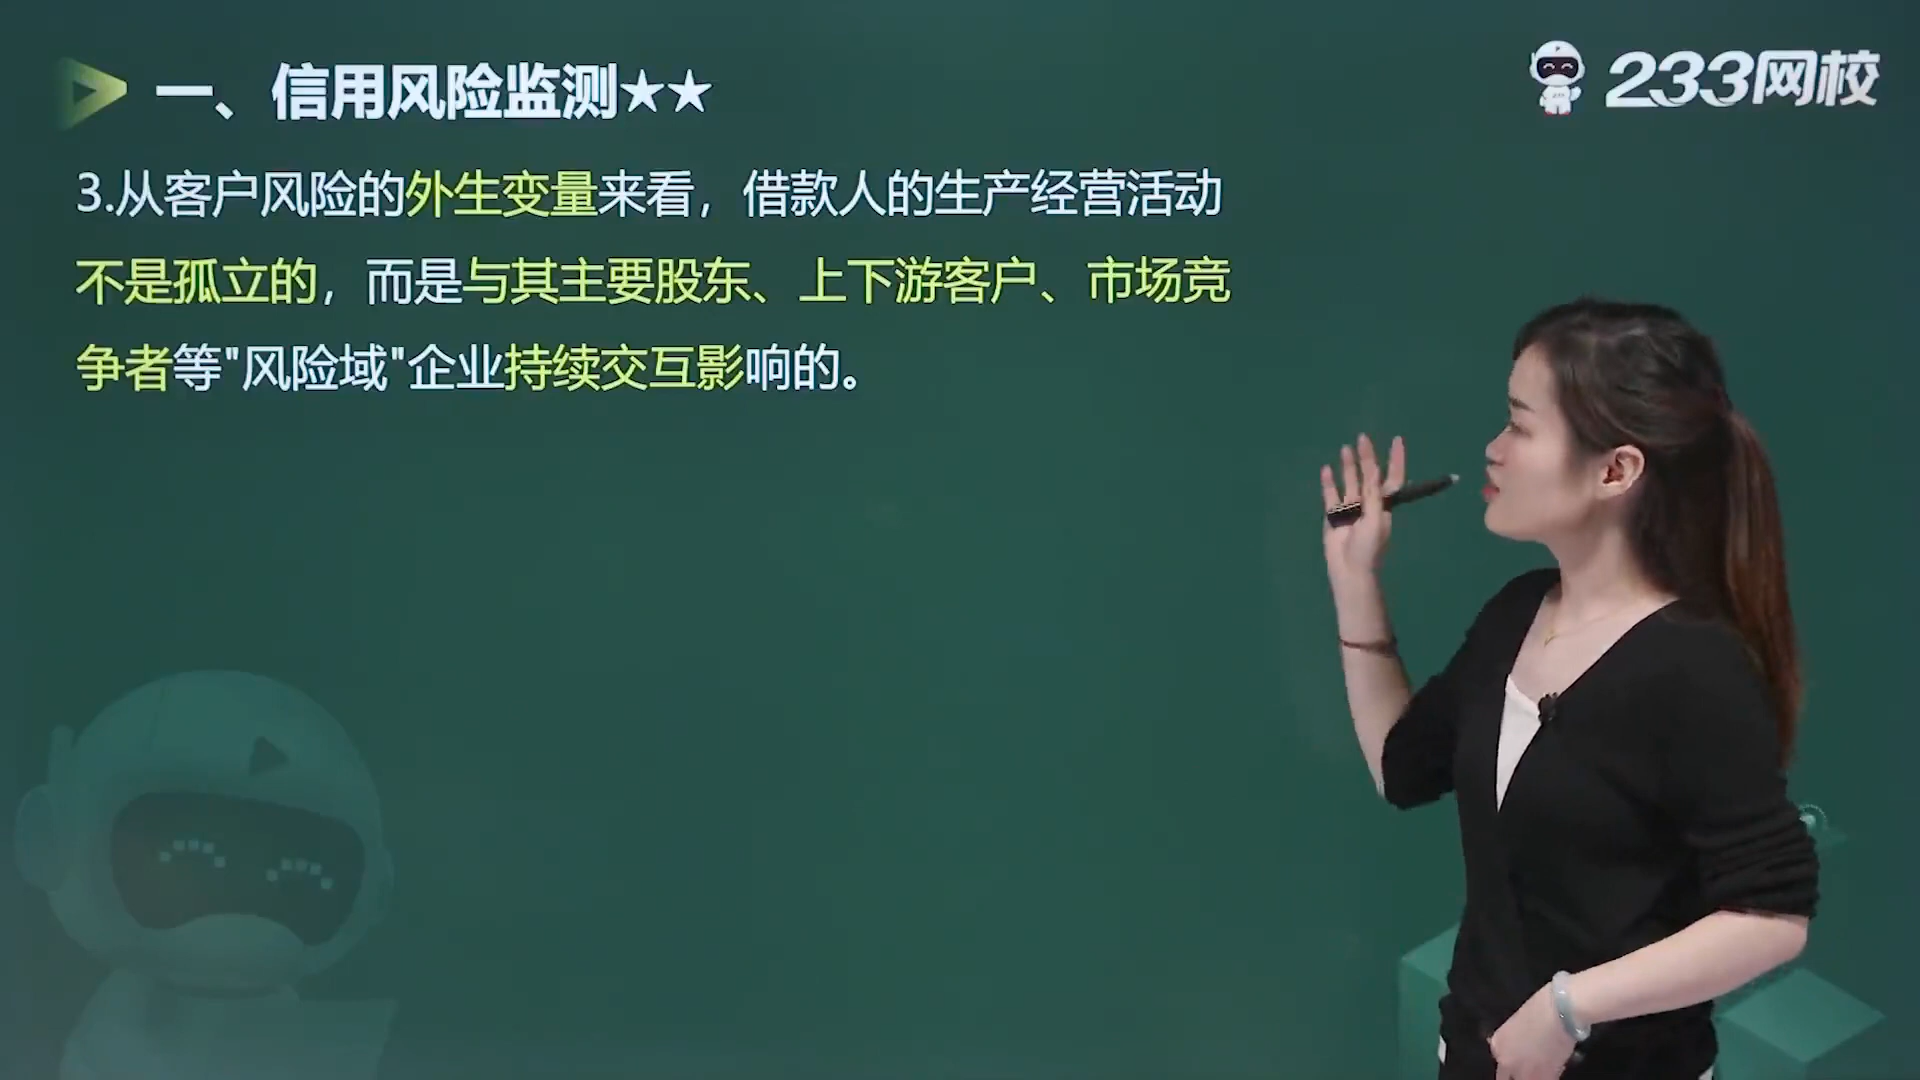 一、信用风险监测★★
233网校
3.从客户风险的外生变量来看，借款人的生产经营活动
不是孤立的，而是与其主要股东、上下游客户、市场竞
争者等"风险域"企业持续交互影响的。